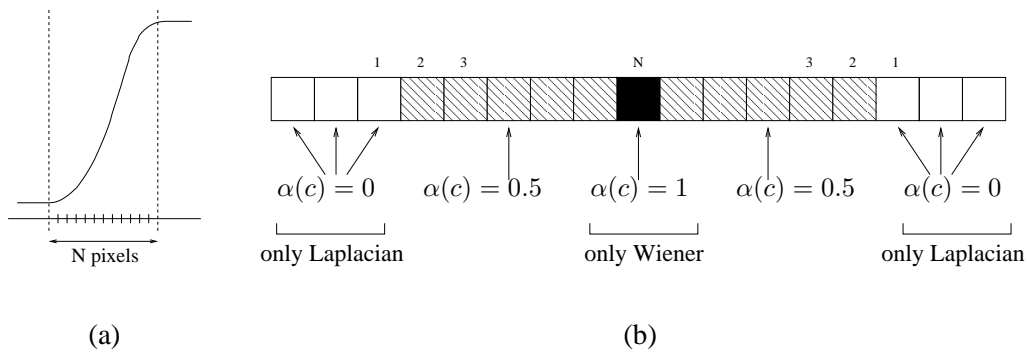 N pixels
(a)
1 2 3 N 3 2 1
α(c) = 0 α(c) = 0.5 α(c) = 1 α(c) = 0.5 α(c) = 0
only Laplacian only Wiener only Laplacian
(b)